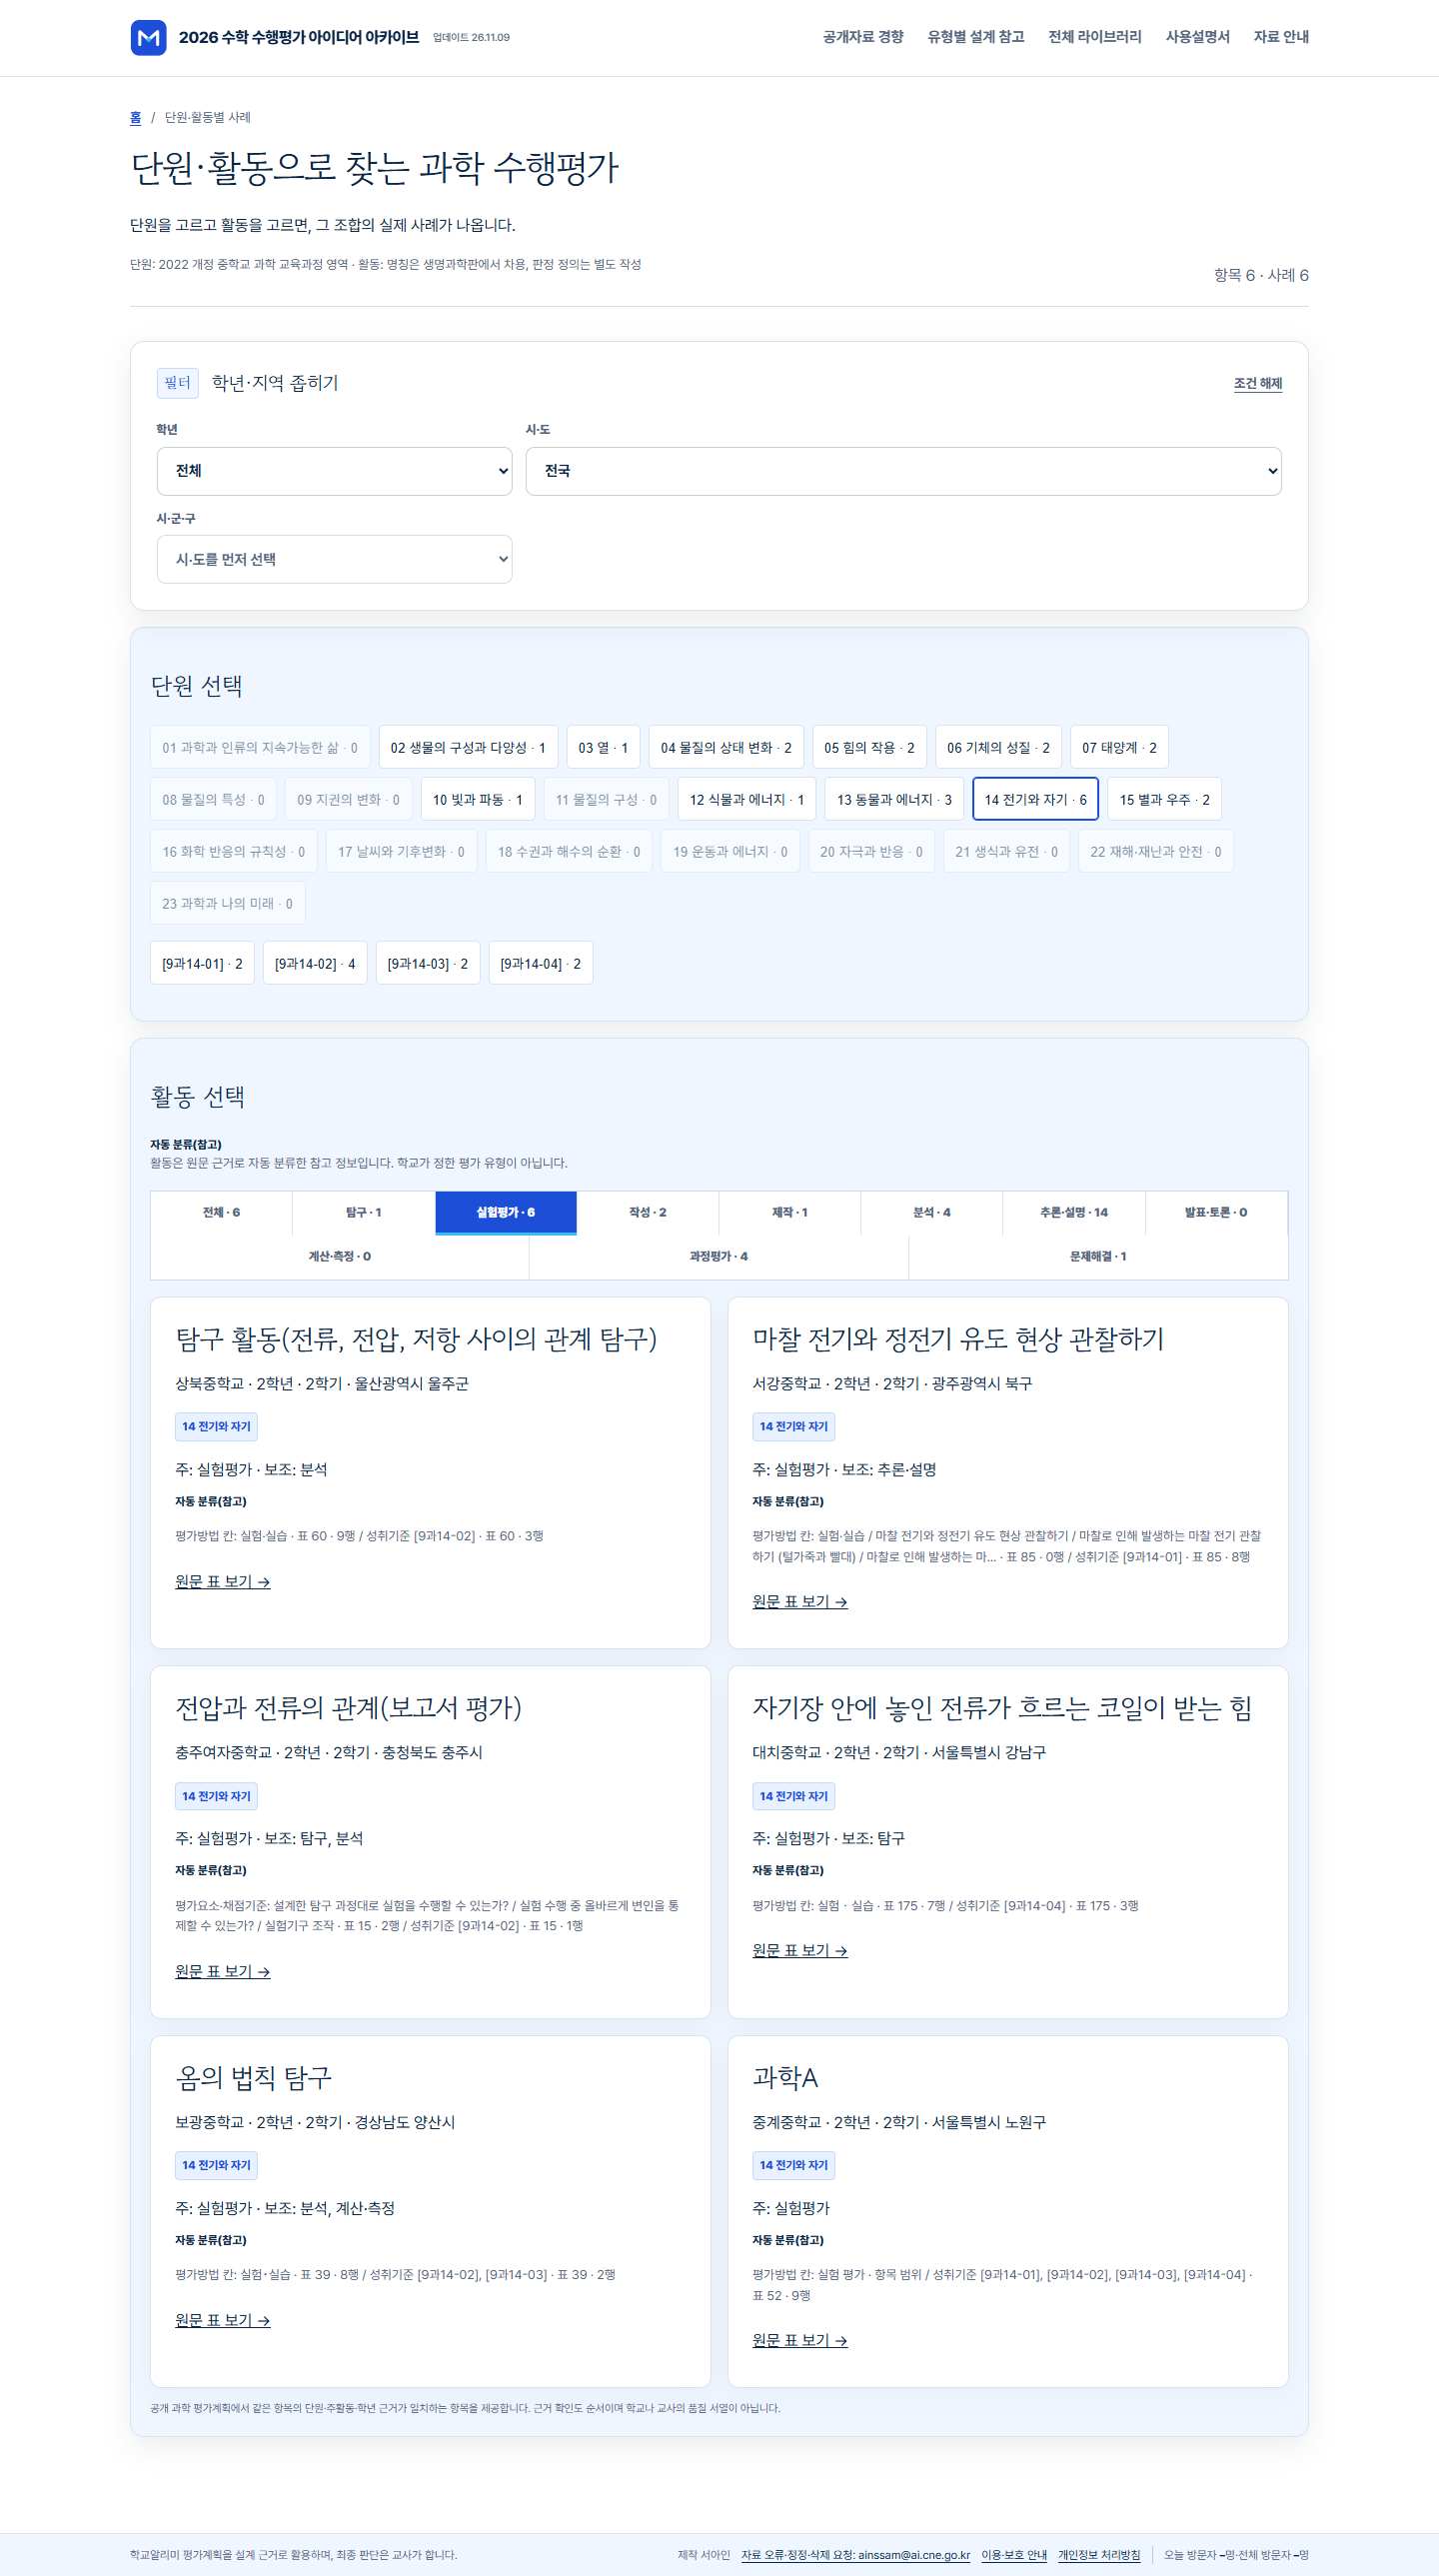 2026 수학 수행평가 아이디어 아카이브 업데이트 26.11.09
공개자료 경향 유형별 설계 참고 전체 라이브러리 사용설명서 자료 안내
홈 / 단원·활동별 사례
단원·활동으로 찾는 과학 수행평가
단원을 고르고 활동을 고르면, 그 조합의 실제 사례가 나옵니다.
단원: 2022 개정 중학교 과학 교육과정 영역 · 활동: 명칭은 생명과학판에서 차용, 판정 정의는 별도 작성
항목 6 · 사례 6
필터 학년·지역 좁히기
조건 해제
학년
시·도
전체
전국
시·군·구
시·도를 먼저 선택
단원 선택
01 과학과 인류의 지속가능한 삶 · 0 02 생물의 구성과 다양성 · 1 03 열 · 1 04 물질의 상태 변화 · 2 05 힘의 작용 · 2 06 기체의 성질 · 2 07 태양계 · 2
08 물질의 특성 · 0 09 지권의 변화 · 0 10 빛과 파동 · 1 11 물질의 구성 · 0 12 식물과 에너지 · 1 13 동물과 에너지 · 3 14 전기와 자기 · 6 15 별과 우주 · 2
16 화학 반응의 규칙성 · 0 17 날씨와 기후변화 · 0 18 수권과 해수의 순환 · 0 19 운동과 에너지 · 0 20 자극과 반응 · 0 21 생식과 유전 · 0 22 재해·재난과 안전 · 0
23 과학과 나의 미래 · 0
[9과14-01] · 2 [9과14-02] · 4 [9과14-03] · 2 [9과14-04] · 2
활동 선택
자동 분류(참고)
활동은 원문 근거로 자동 분류한 참고 정보입니다. 학교가 정한 평가 유형이 아닙니다.
전체 · 6 탐구 · 1 실험평가 · 6 작성 · 2 제작 · 1 분석 · 4 추론·설명 · 14 발표·토론 · 0
계산·측정 · 0 과정평가 · 4 문제해결 · 1
탐구 활동(전류, 전압, 저항 사이의 관계 탐구)
상북중학교 · 2학년 · 2학기 · 울산광역시 울주군
14 전기와 자기
주: 실험평가 · 보조: 분석
자동 분류(참고)
평가방법 칸: 실험·실습 · 표 60 · 9행 / 성취기준 [9과14-02] · 표 60 · 3행
원문 표 보기 →
마찰 전기와 정전기 유도 현상 관찰하기
서강중학교 · 2학년 · 2학기 · 광주광역시 북구
14 전기와 자기
주: 실험평가 · 보조: 추론·설명
자동 분류(참고)
평가방법 칸: 실험·실습 / 마찰 전기와 정전기 유도 현상 관찰하기 / 마찰로 인해 발생하는 마찰 전기 관찰
하기 (털가죽과 빨대) / 마찰로 인해 발생하는 마... · 표 85 · 0행 / 성취기준 [9과14-01] · 표 85 · 8행
원문 표 보기 →
전압과 전류의 관계(보고서 평가)
충주여자중학교 · 2학년 · 2학기 · 충청북도 충주시
14 전기와 자기
주: 실험평가 · 보조: 탐구, 분석
자동 분류(참고)
평가요소·채점기준: 설계한 탐구 과정대로 실험을 수행할 수 있는가? / 실험 수행 중 올바르게 변인을 통
제할 수 있는가? / 실험기구 조작 · 표 15 · 2행 / 성취기준 [9과14-02] · 표 15 · 1행
원문 표 보기 →
자기장 안에 놓인 전류가 흐르는 코일이 받는 힘
대치중학교 · 2학년 · 2학기 · 서울특별시 강남구
14 전기와 자기
주: 실험평가 · 보조: 탐구
자동 분류(참고)
평가방법 칸: 실험 · 실습 · 표 175 · 7행 / 성취기준 [9과14-04] · 표 175 · 3행
원문 표 보기 →
옴의 법칙 탐구
보광중학교 · 2학년 · 2학기 · 경상남도 양산시
14 전기와 자기
주: 실험평가 · 보조: 분석, 계산·측정
자동 분류(참고)
평가방법 칸: 실험·실습 · 표 39 · 8행 / 성취기준 [9과14-02], [9과14-03] · 표 39 · 2행
원문 표 보기 →
과학A
중계중학교 · 2학년 · 2학기 · 서울특별시 노원구
14 전기와 자기
주: 실험평가
자동 분류(참고)
평가방법 칸: 실험 평가 · 항목 범위 / 성취기준 [9과14-01], [9과14-02], [9과14-03], [9과14-04] ·
표 52 · 9행
원문 표 보기 →
공개 과학 평가계획에서 같은 항목의 단원·주활동·학년 근거가 일치하는 항목을 제공합니다. 근거 확인도 순서이며 학교나 교사의 품질 서열이 아닙니다.
학교알리미 평가계획을 설계 근거로 활용하며, 최종 판단은 교사가 합니다.
제작 서아인 자료 오류·정정·삭제 요청: ainssam@ai.cne.go.kr 이용·보호 안내 개인정보 처리방침 오늘 방문자 –명·전체 방문자 –명